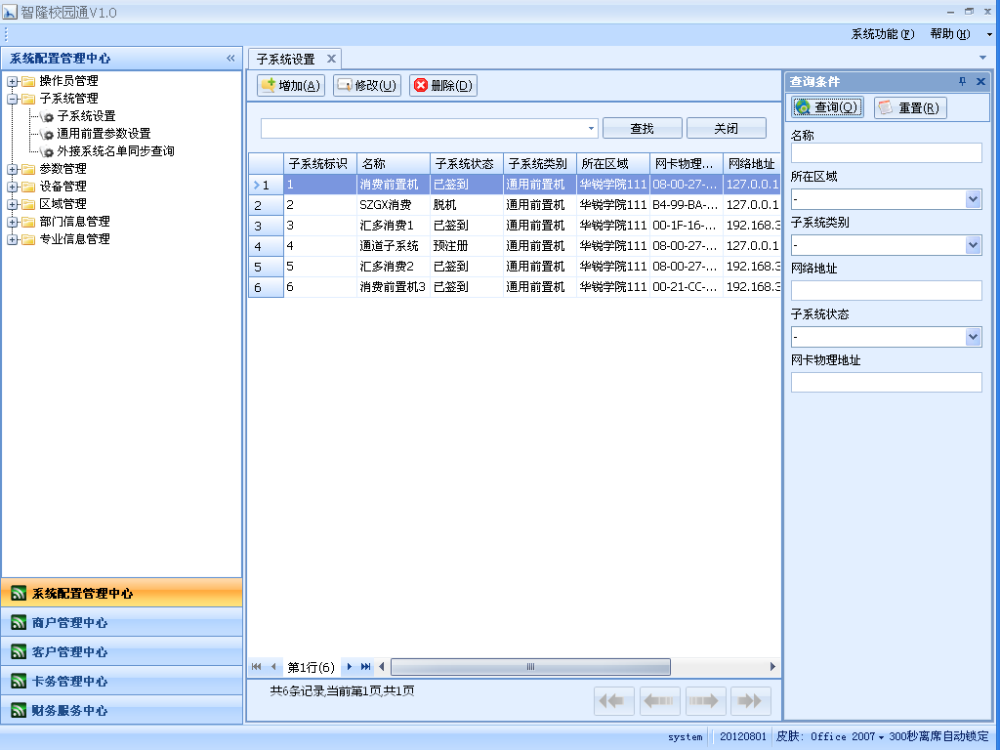 智隆校园通V1.0
系统功能(F) 帮助(H)
系统配置管理中心
操作员管理
子系统管理
子系统设置
通用前置参数设置
外接系统名单同步查询
参数管理
设备管理
区域管理
部门信息管理
专业信息管理
系统配置管理中心
商户管理中心
客户管理中心
卡务管理中心
财务服务中心
子系统设置
增加(A) 修改(U) 删除(D)
查找 关闭
子系统标识 名称 子系统状态 子系统类别 所在区域 网卡物理... 网络地址
1 1 消费前置机 已签到 通用前置机 华锐学院111 08-00-27-... 127.0.0.1
2 2 SZGX消费 脱机 通用前置机 华锐学院111 B4-99-BA-... 127.0.0.1
3 3 汇多消费1 已签到 通用前置机 华锐学院111 00-1F-16-... 192.168.3
4 4 通道子系统 预注册 通用前置机 华锐学院111 08-00-27-... 127.0.0.1
5 5 汇多消费2 已签到 通用前置机 华锐学院111 08-00-27-... 192.168.3
6 6 消费前置机3 已签到 通用前置机 华锐学院111 00-21-CC-... 192.168.3
第1行(6)
共6条记录,当前第1页,共1页
查询条件
查询(Q) 重置(R)
名称
所在区域
-
子系统类别
-
网络地址
子系统状态
-
网卡物理地址
system 20120801 皮肤: Office 2007 300秒离席自动锁定